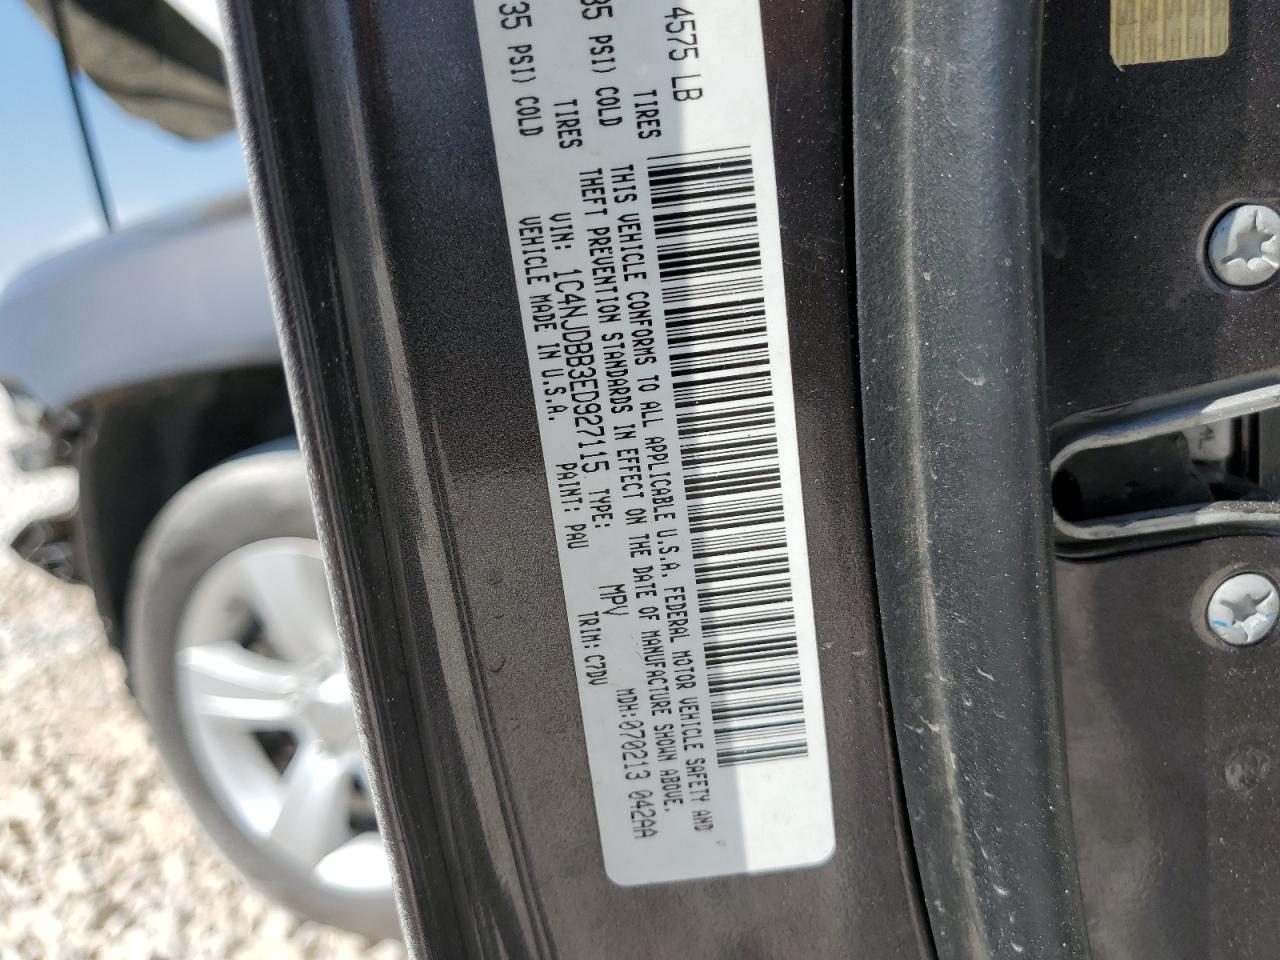 4575 LB
TIRES
35 PSI) COLD
TIRES
35 PSI) COLD
THIS VEHICLE CONFORMS TO ALL APPLICABLE U.S.A. FEDERAL MOTOR VEHICLE SAFETY AND
THEFT PREVENTION STANDARDS IN EFFECT ON THE DATE OF MANUFACTURE SHOWN ABOVE.
VIN: 1C4NJDBB3ED927115 TYPE: MPV MDH:070213 042AA
VEHICLE MADE IN U.S.A. PAINT: PAU TRIM: C7DV